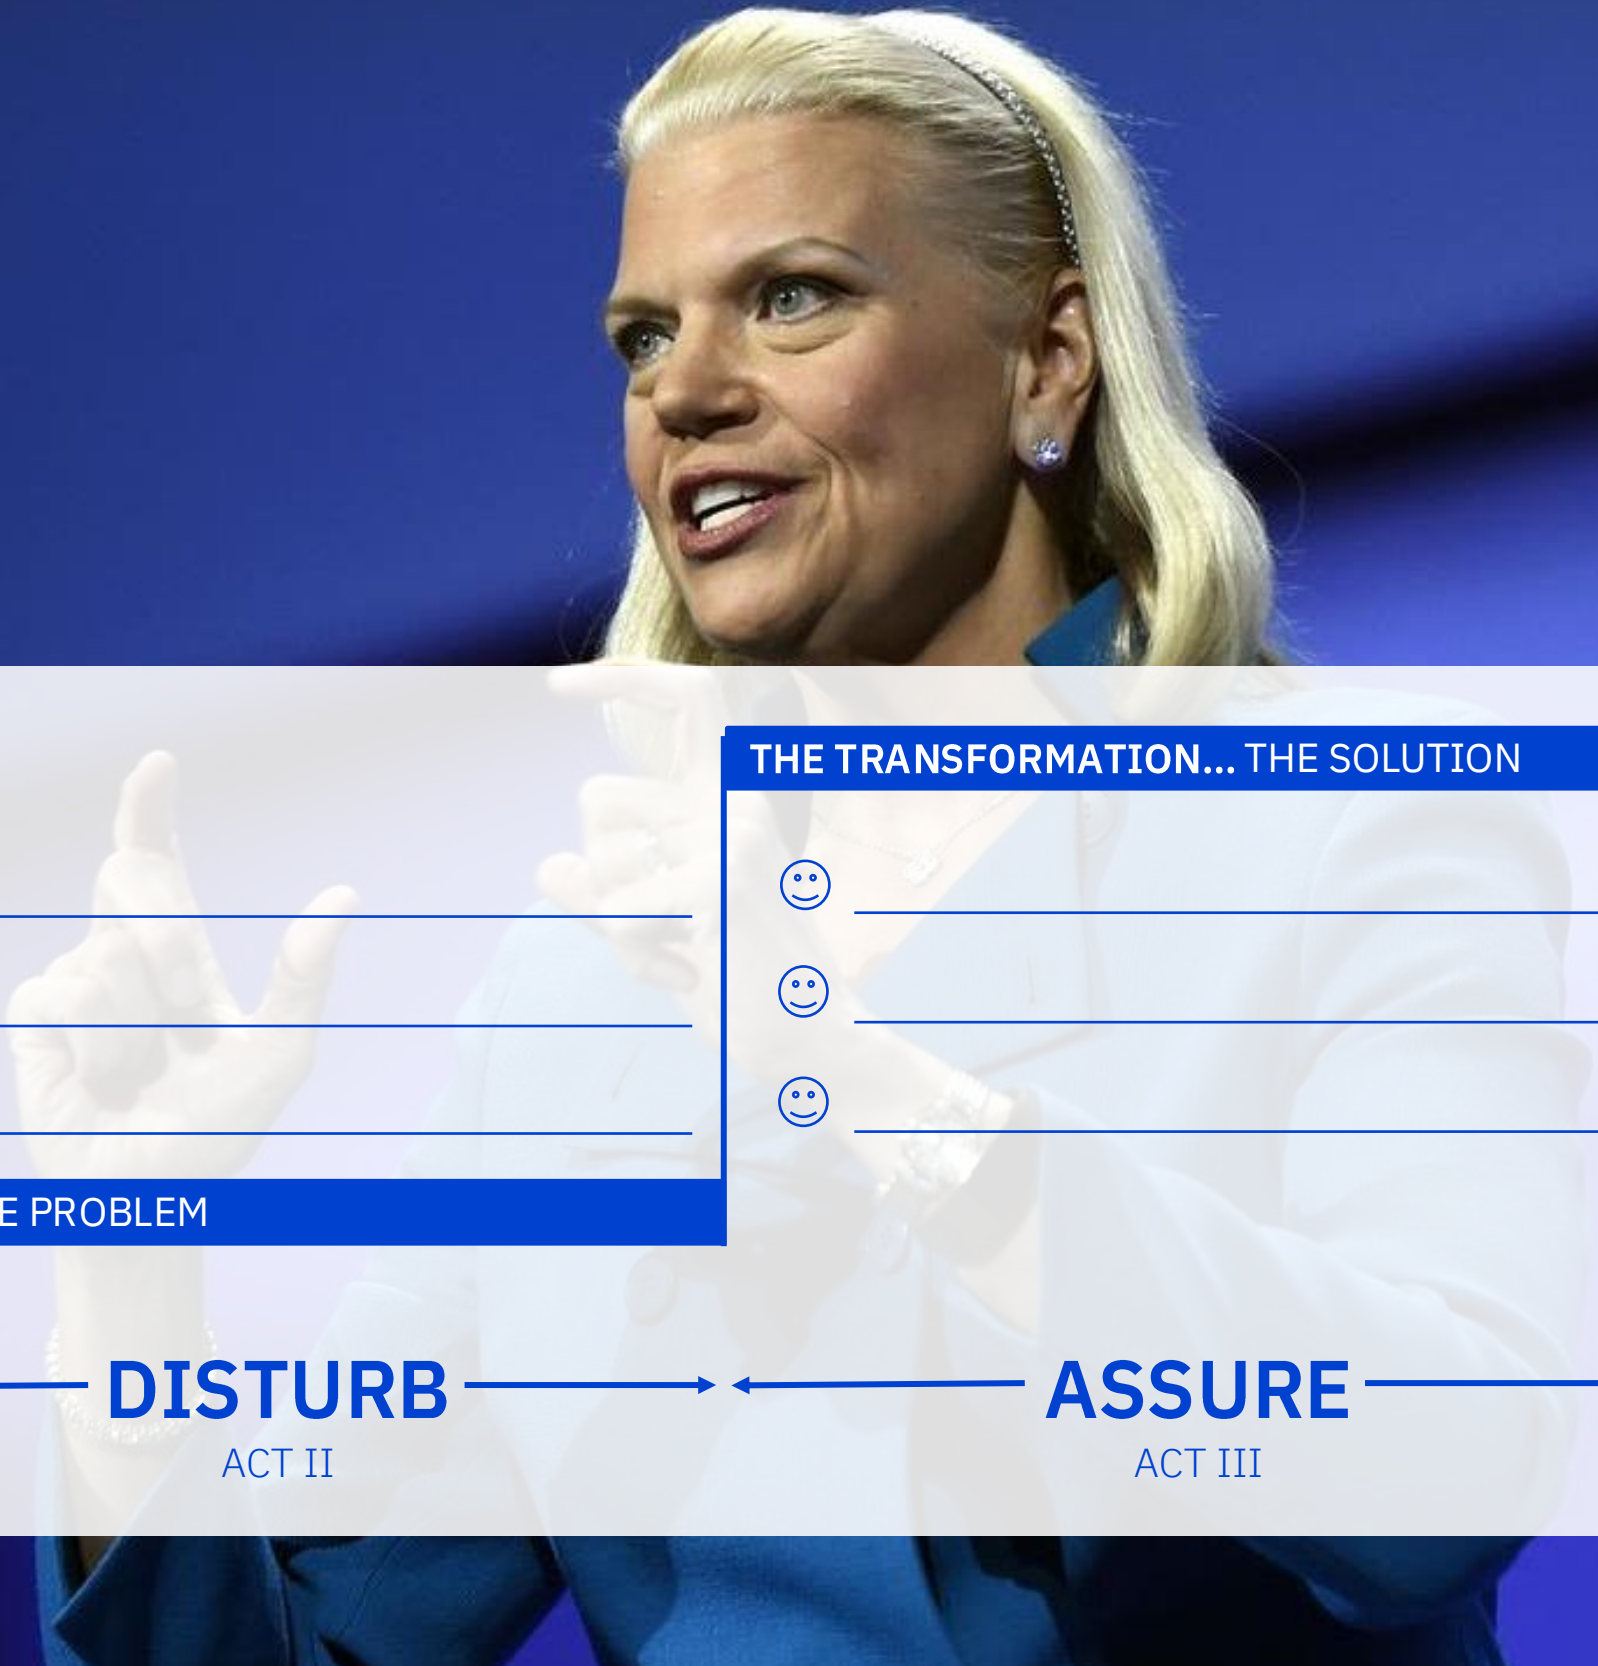 THE TRANSFORMATION... THE SOLUTION
E PROBLEM
DISTURB
ASSURE
ACT II
ACT III